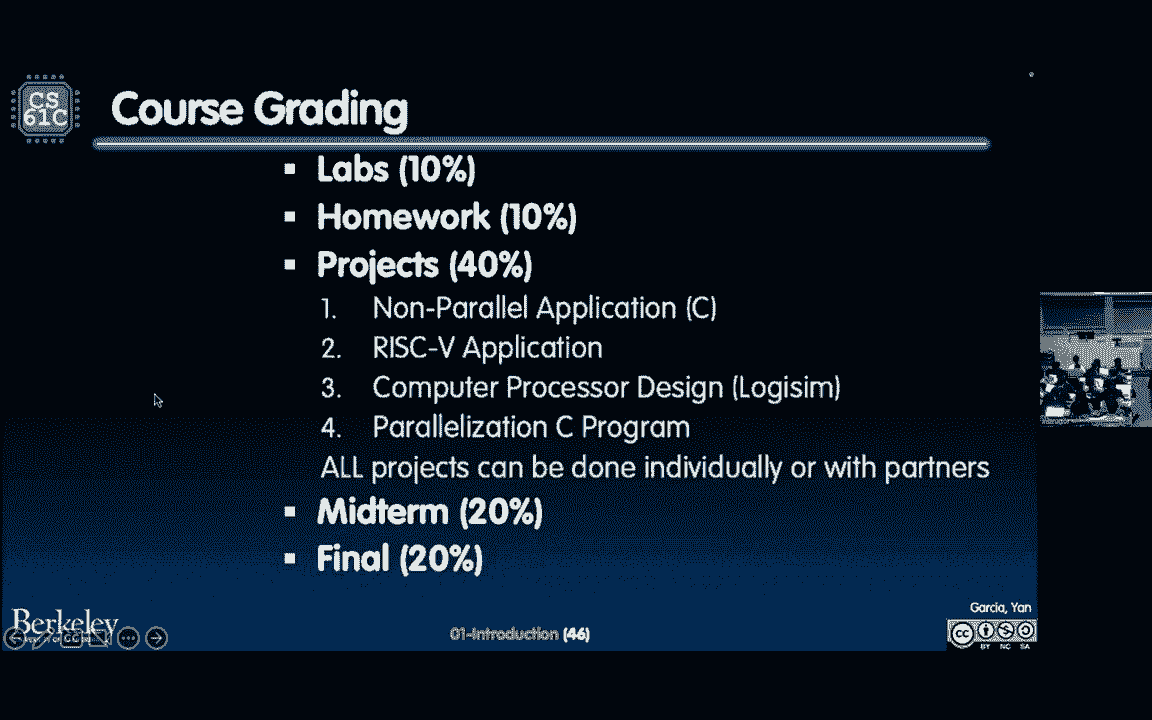 CS
61C
Course Grading
▪ Labs (10%)
▪ Homework (10%)
▪ Projects (40%)
1. Non-Parallel Application (C)
2. RISC-V Application
3. Computer Processor Design (Logisim)
4. Parallelization C Program
ALL projects can be done individually or with partners
▪ Midterm (20%)
▪ Final (20%)
Berkeley
Garcia, Yan
01-Introduction (46)
cc
BY NC SA